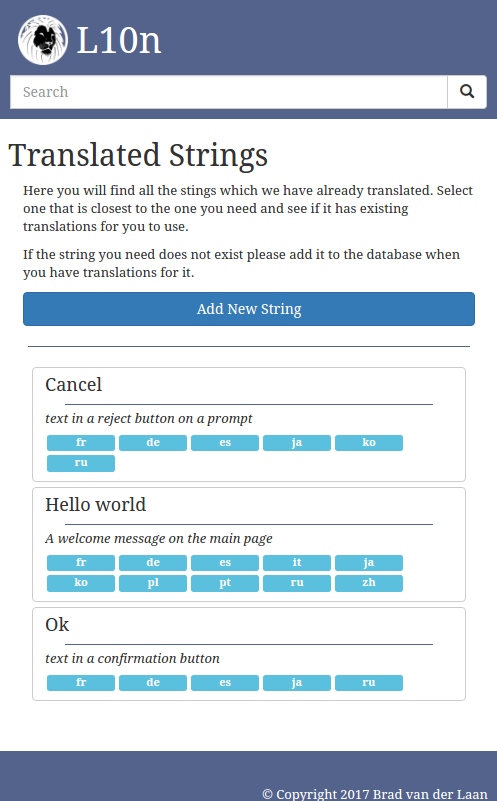 L10n
Search
Translated Strings
Here you will find all the stings which we have already translated. Select
one that is closest to the one you need and see if it has existing
translations for you to use.
If the string you need does not exist please add it to the database when
you have translations for it.
Add New String
Cancel
text in a reject button on a prompt
fr de es ja ko
ru
Hello world
A welcome message on the main page
fr de es it ja
ko pl pt ru zh
Ok
text in a confirmation button
fr de es ja ru
© Copyright 2017 Brad van der Laan